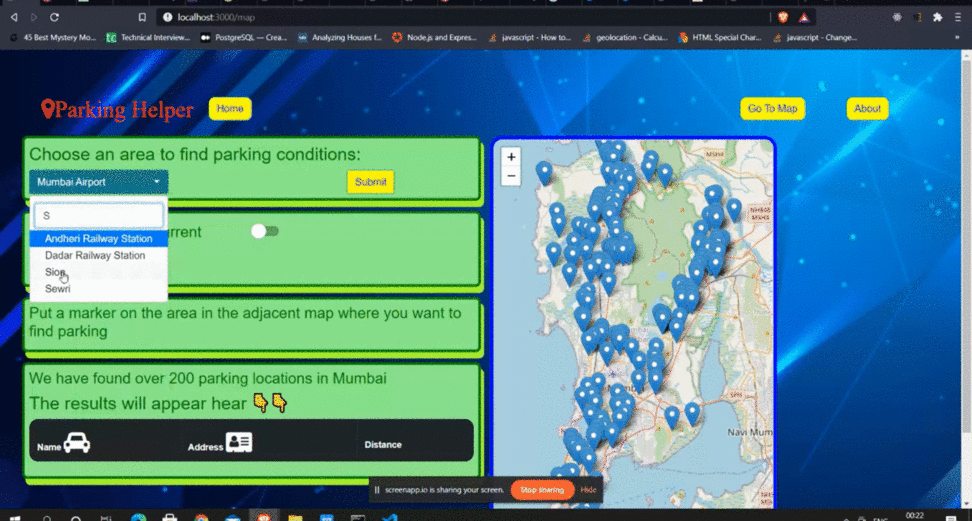 localhost:3000/map
45 Best Mystery Mo... Technical Interview... PostgreSQL — Crea... Analyzing Houses f... Node.js and Expres... javascript - How to... geolocation - Calcu... HTML Special Char... javascript - Change... »
Parking Helper Home Go To Map About
Choose an area to find parking conditions:
Mumbai Airport Submit
S
Andheri Railway Station
Dadar Railway Station
Sion
Sewri
urrent
Put a marker on the area in the adjacent map where you want to
find parking
We have found over 200 parking locations in Mumbai
The results will appear hear 👇👇
Name Address Distance
+
−
MSH4
NH848
MSH4
Navi Mum
screenapp.io is sharing your screen. Stop sharing Hide
ENG 00:22